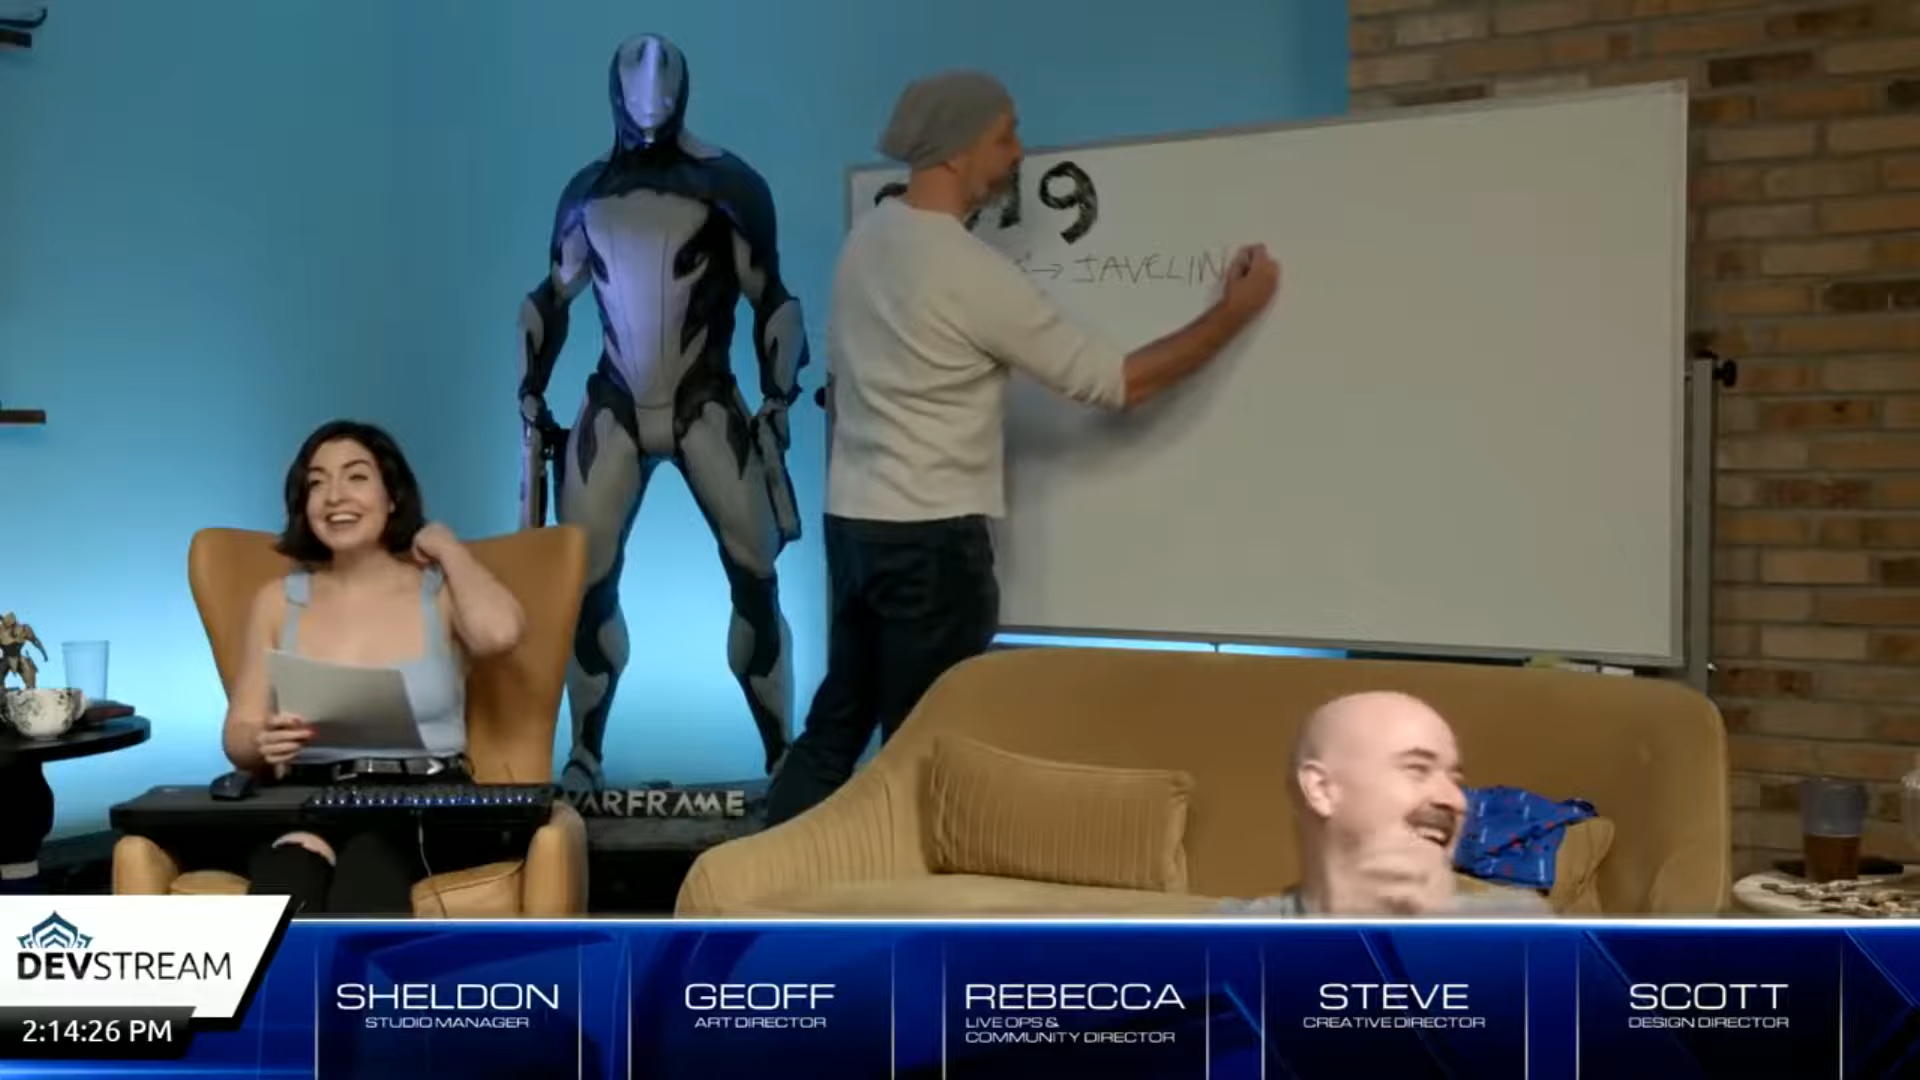 19
→ JAVELIN
WARFRAME
DEVSTREAM
2:14:26 PM
SHELDON
STUDIO MANAGER
GEOFF
ART DIRECTOR
REBECCA
LIVE OPS &
COMMUNITY DIRECTOR
STEVE
CREATIVE DIRECTOR
SCOTT
DESIGN DIRECTOR